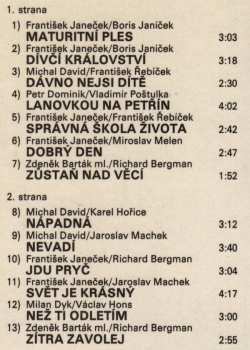 1. strana
1) František Janeček/Boris Janíček
MATURITNÍ PLES 3:03
2) František Janeček/Boris Janíček
DÍVČÍ KRÁLOVSTVÍ 3:18
3) Michal David/František Řebíček
DÁVNO NEJSI DÍTĚ 2:30
4) Petr Dominik/Vladimír Poštulka
LANOVKOU NA PETŘÍN 4:02
5) František Janeček/František Řebíček
SPRÁVNÁ ŠKOLA ŽIVOTA 2:42
6) František Janeček/Miroslav Melen
DOBRÝ DEN 2:47
7) Zdeněk Barták ml./Richard Bergman
ZŮSTAŇ NAD VĚCÍ 1:52
2. strana
8) Michal David/Karel Hořice
NÁPADNÁ 3:12
9) Michal David/Jaroslav Machek
NEVADÍ 3:40
10) František Janeček/Richard Bergman
JDU PRYČ 3:04
11) František Janeček/Jaroslav Machek
SVĚT JE KRÁSNÝ 4:17
12) Milan Dyk/Václav Hons
NEŽ TI ODLETÍM 3:00
13) Zdeněk Barták ml./Richard Bergman
ZÍTRA ZAVOLEJ 2:55